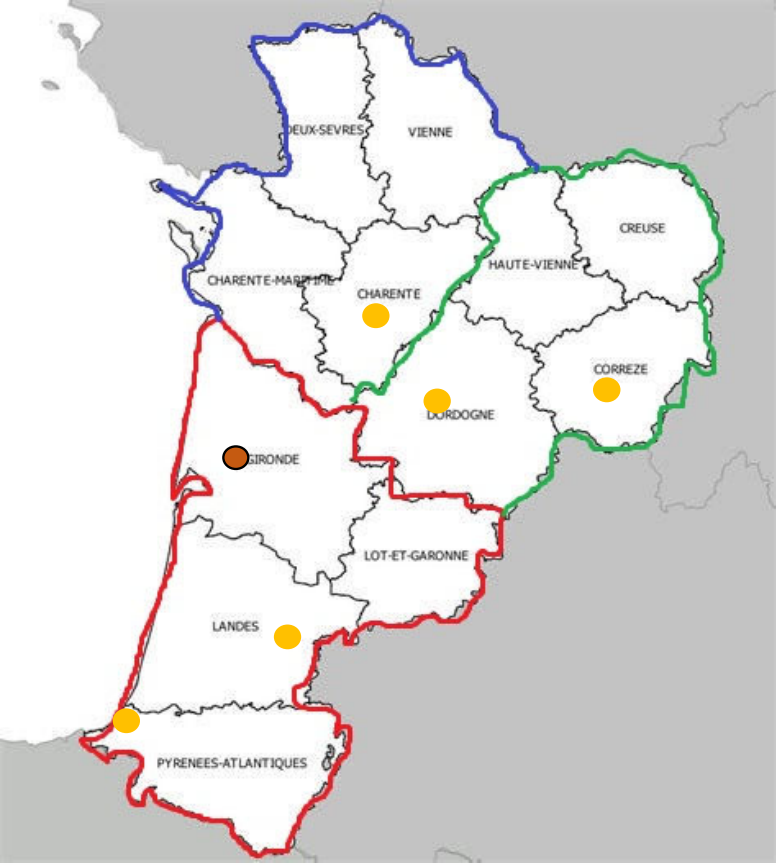 DEUX-SEVRES
VIENNE
CREUSE
HAUTE-VIENNE
CHARENTE-MARITIME
CHARENTE
CORREZE
DORDOGNE
GIRONDE
LOT-ET-GARONNE
LANDES
PYRENEES-ATLANTIQUES